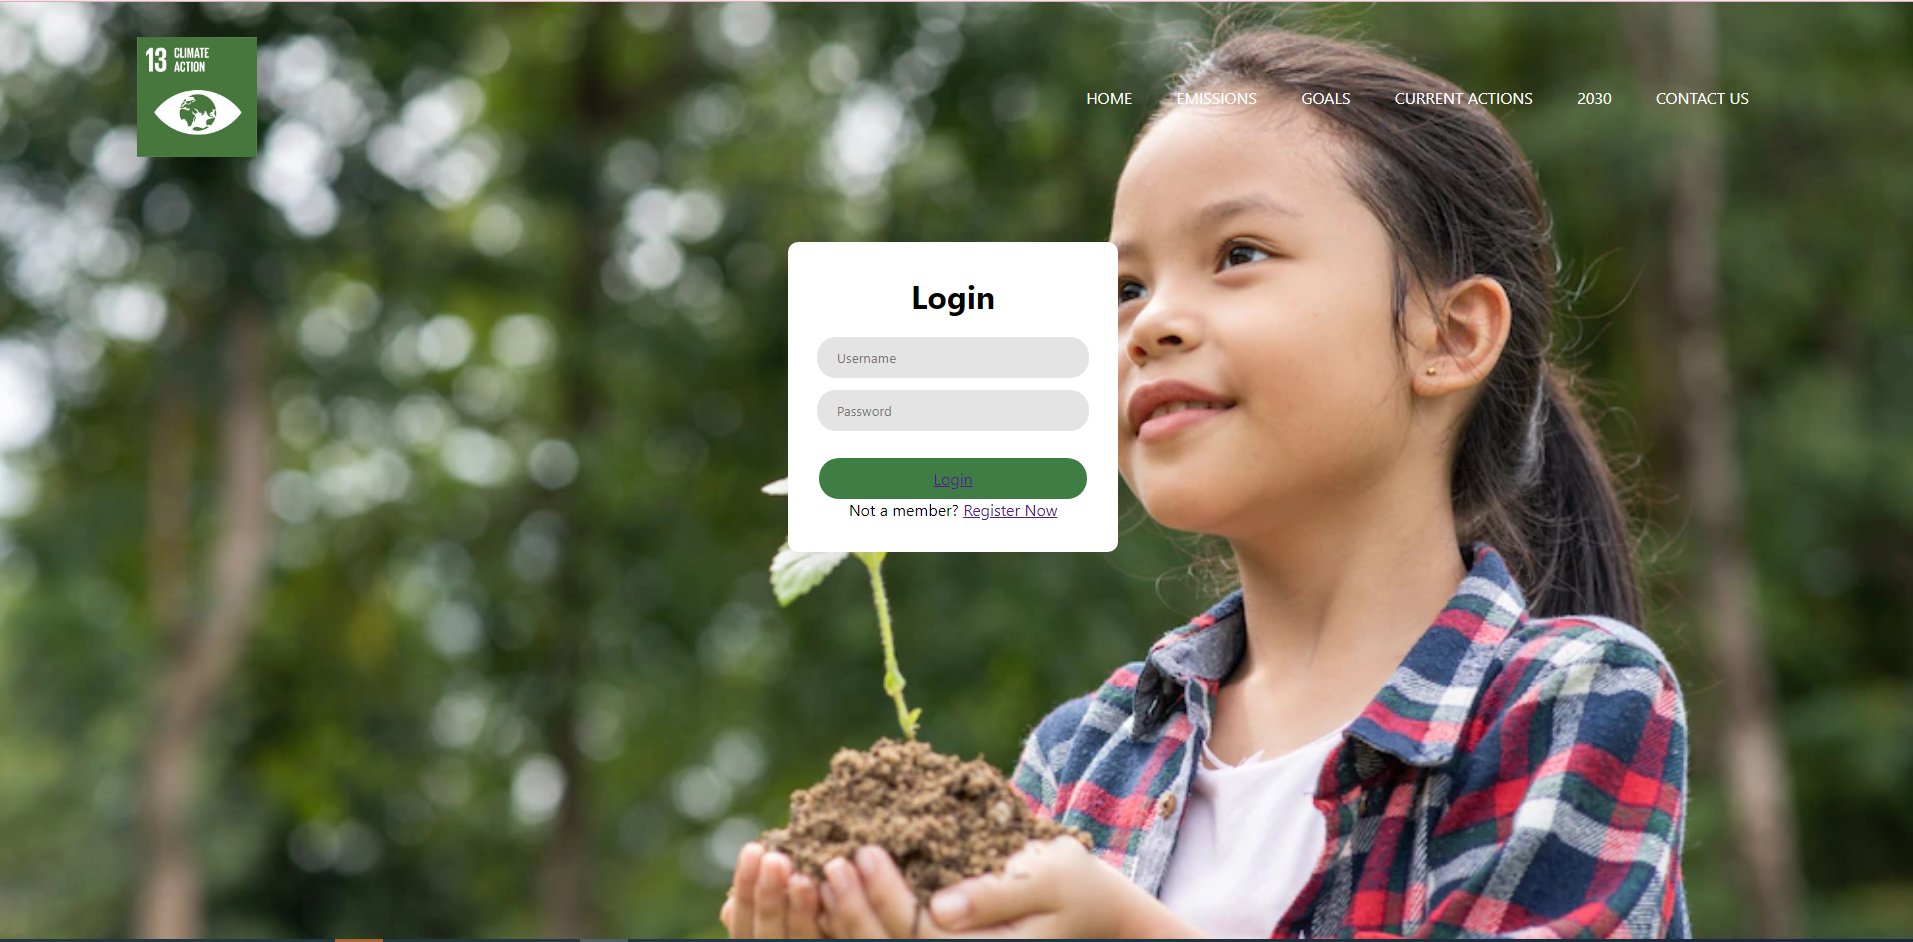 13 CLIMATE
ACTION
HOME EMISSIONS GOALS CURRENT ACTIONS 2030 CONTACT US
Login
Username
Password
Login
Not a member? Register Now